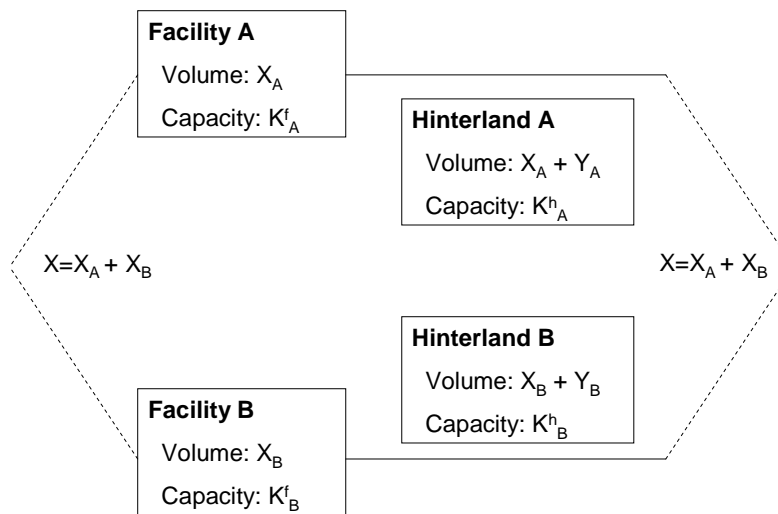 Facility A
Volume: X_A
Capacity: K^f_A
Hinterland A
Volume: X_A + Y_A
Capacity: K^h_A
X=X_A + X_B
X=X_A + X_B
Hinterland B
Volume: X_B + Y_B
Capacity: K^h_B
Facility B
Volume: X_B
Capacity: K^f_B